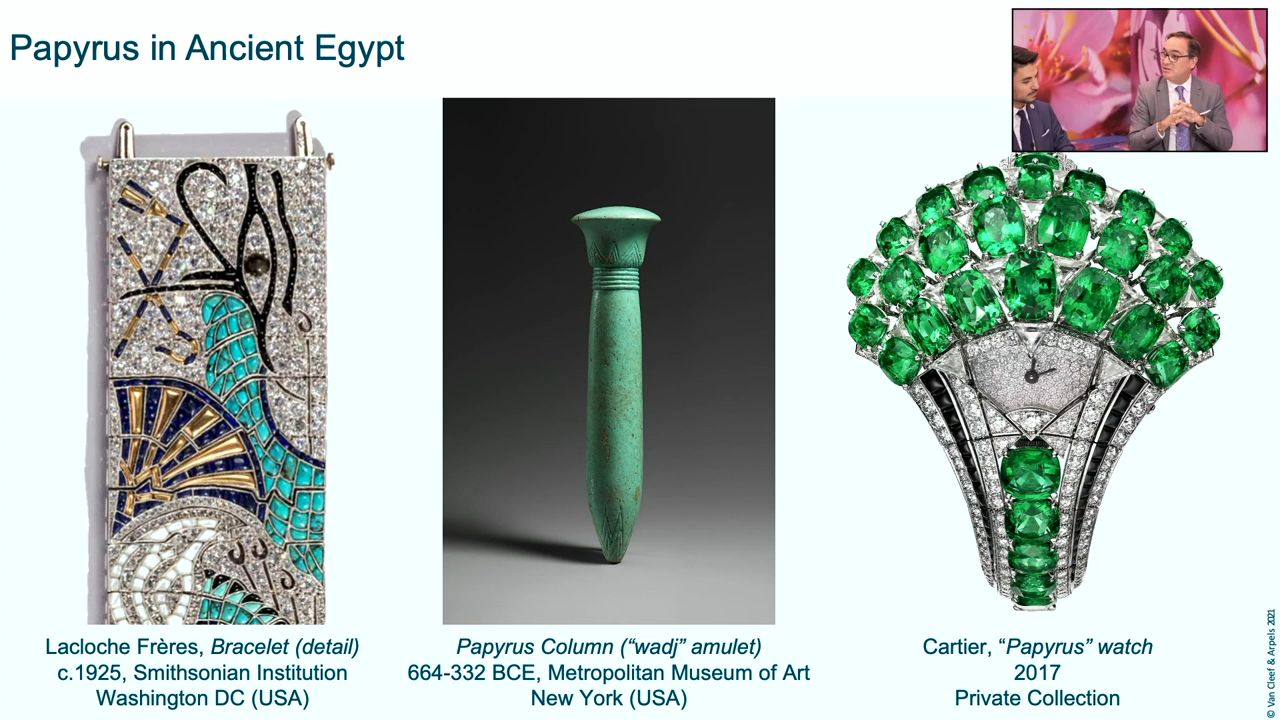 Papyrus in Ancient Egypt
Lacloche Frères, Bracelet (detail)
c.1925, Smithsonian Institution
Washington DC (USA)
Papyrus Column (“wadj” amulet)
664-332 BCE, Metropolitan Museum of Art
New York (USA)
Cartier, “Papyrus” watch
2017
Private Collection
© Van Cleef & Arpels 2021